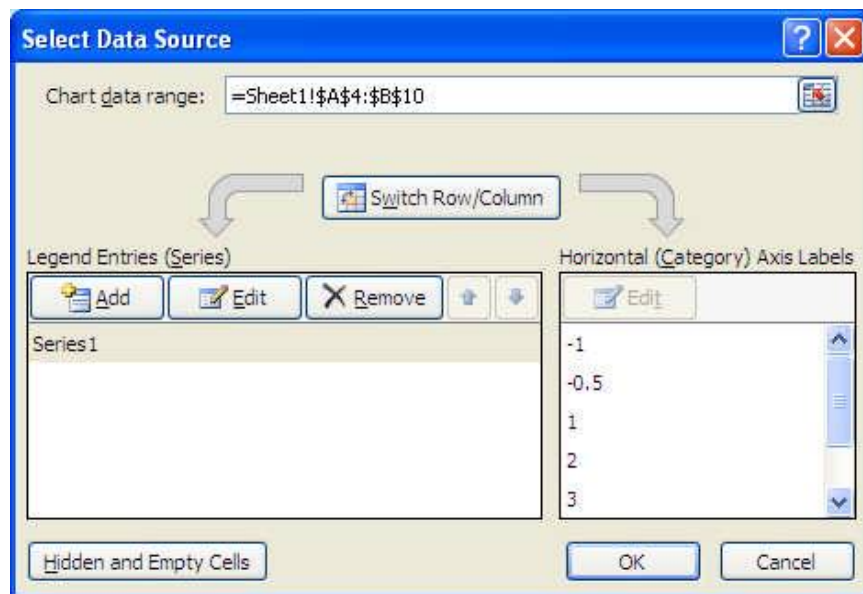 Select Data Source
Chart data range: =Sheet1!$A$4:$B$10
Switch Row/Column
Legend Entries (Series)
Add Edit Remove
Series1
Horizontal (Category) Axis Labels
Edit
-1
-0.5
1
2
3
Hidden and Empty Cells
OK Cancel